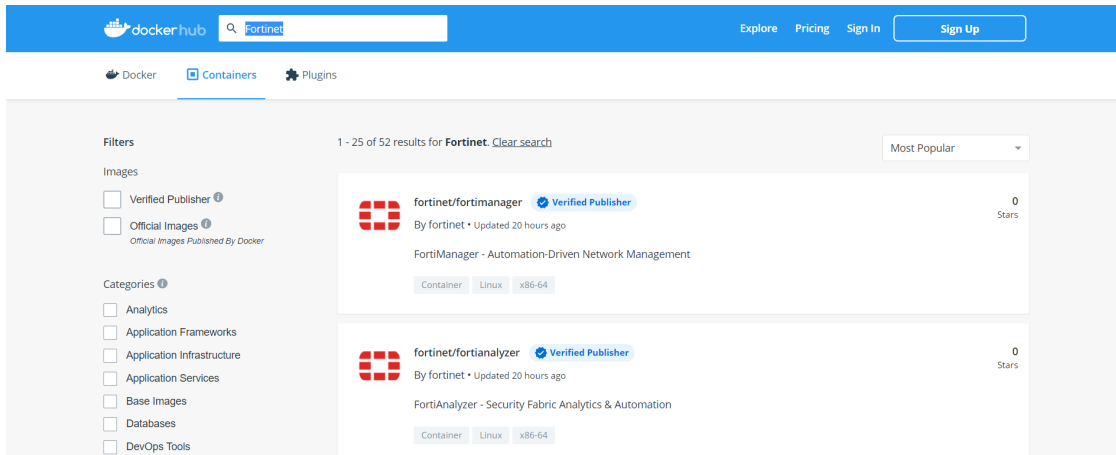 dockerhub Fortinet Explore Pricing Sign In Sign Up
Docker Containers Plugins
Filters
Images
Verified Publisher
Official Images
Official Images Published By Docker
Categories
Analytics
Application Frameworks
Application Infrastructure
Application Services
Base Images
Databases
DevOps Tools
1 - 25 of 52 results for Fortinet. Clear search
Most Popular
fortinet/fortimanager Verified Publisher
By fortinet • Updated 20 hours ago
FortiManager - Automation-Driven Network Management
Container Linux x86-64
0
Stars
fortinet/fortianalyzer Verified Publisher
By fortinet • Updated 20 hours ago
FortiAnalyzer - Security Fabric Analytics & Automation
Container Linux x86-64
0
Stars